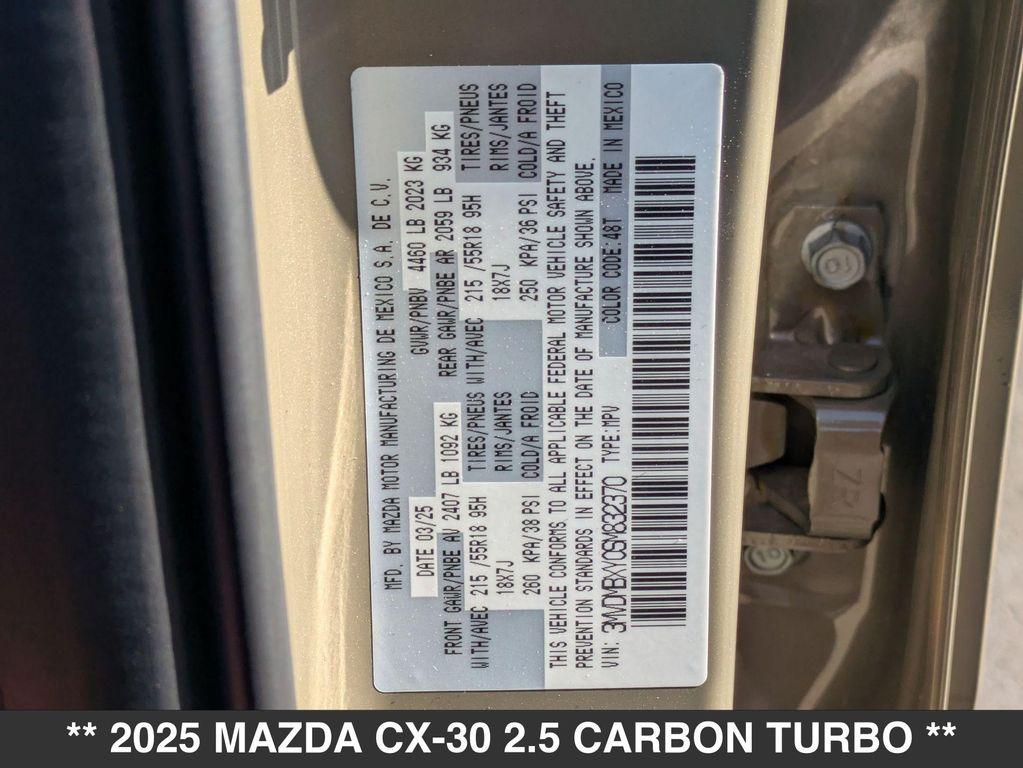 MFD. BY MAZDA MOTOR MANUFACTURING DE MEXICO S.A. DE C.V.
DATE 03/25 GVWR/PNBV 4460 LB 2023 KG
FRONT GAWR/PNBE AV 2407 LB 1092 KG REAR GAWR/PNBE AR 2059 LB 934 KG
WITH/AVEC 215 /55R18 95H TIRES/PNEUS WITH/AVEC 215 /55R18 95H TIRES/PNEUS
18X7J RIMS/JANTES 18X7J RIMS/JANTES
260 KPA/38 PSI COLD/A FROID 250 KPA/36 PSI COLD/A FROID
THIS VEHICLE CONFORMS TO ALL APPLICABLE FEDERAL MOTOR VEHICLE SAFETY AND THEFT
PREVENTION STANDARDS IN EFFECT ON THE DATE OF MANUFACTURE SHOWN ABOVE.
VIN: 3MVDMBXY0SM832370 TYPE:MPV COLOR CODE:48T MADE IN MEXICO
** 2025 MAZDA CX-30 2.5 CARBON TURBO **